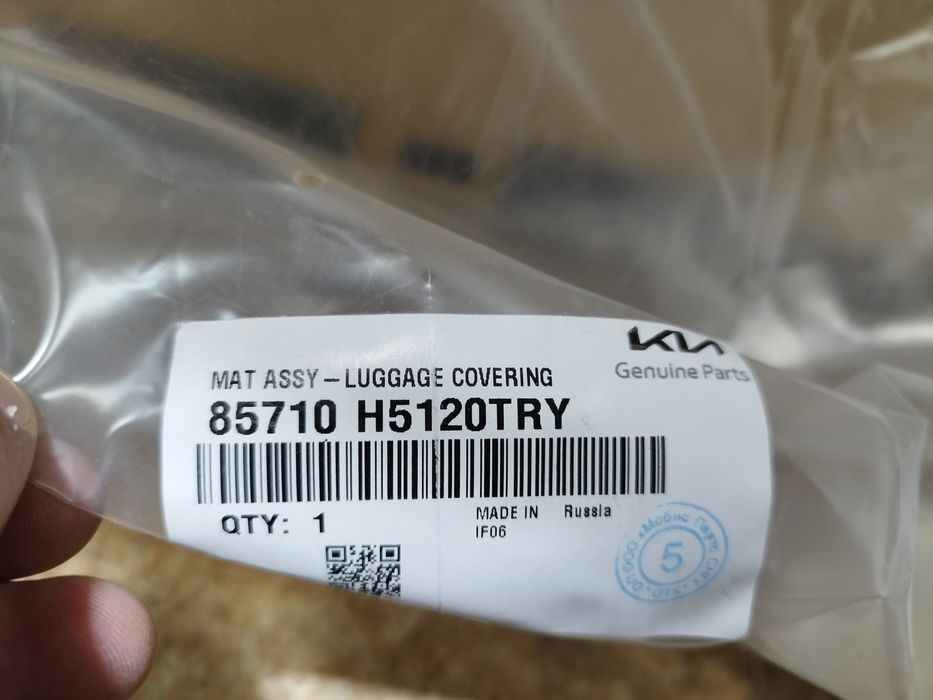 KIA
Genuine Parts
MAT ASSY – LUGGAGE COVERING
85710 H5120TRY
QTY: 1
MADE IN Russia
IF06
5